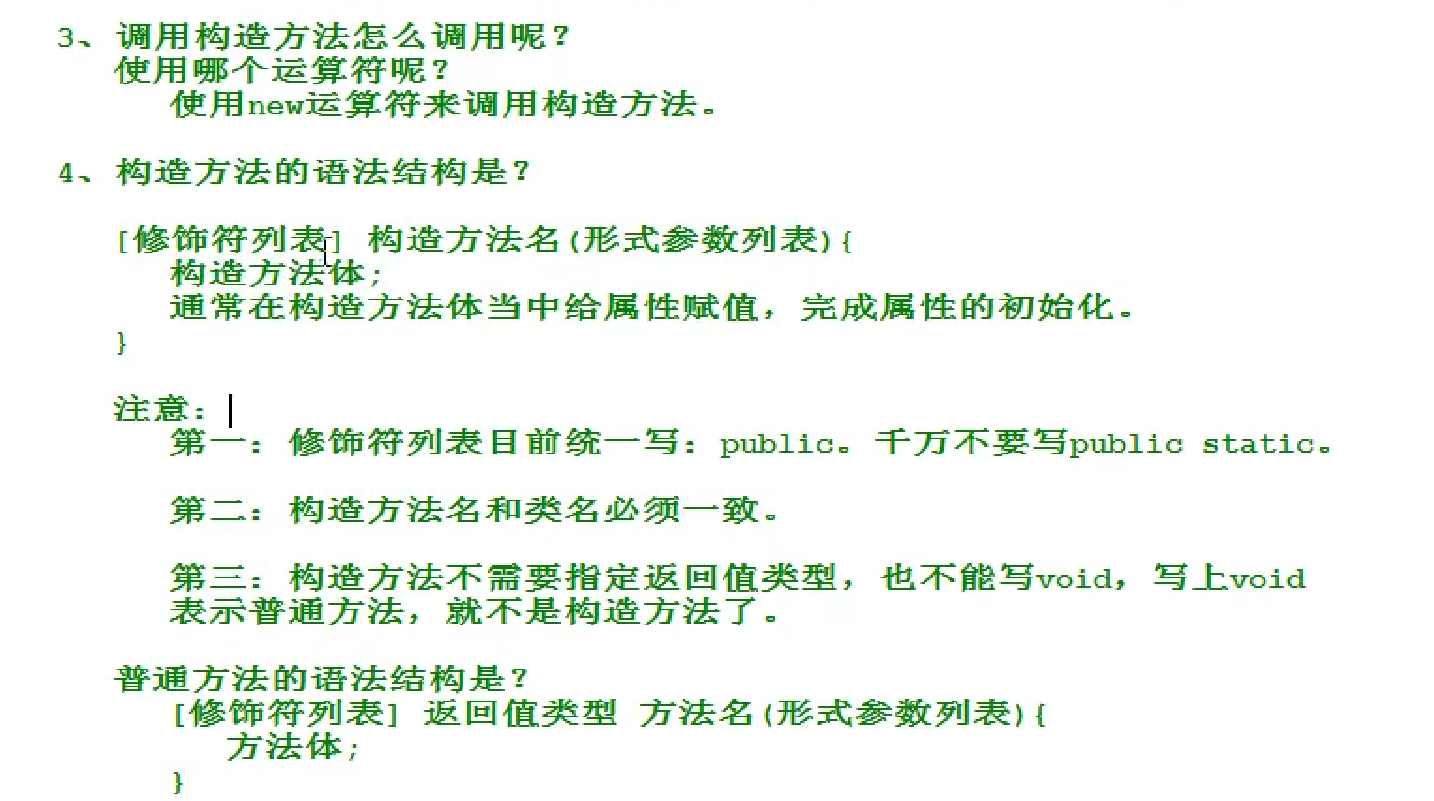 3、调用构造方法怎么调用呢?
使用哪个运算符呢?
使用new运算符来调用构造方法。
4、构造方法的语法结构是?
[修饰符列表] 构造方法名(形式参数列表){
构造方法体;
通常在构造方法体当中给属性赋值，完成属性的初始化。
}
注意：
第一：修饰符列表目前统一写：public。千万不要写public static。
第二：构造方法名和类名必须一致。
第三：构造方法不需要指定返回值类型，也不能写void，写上void
表示普通方法，就不是构造方法了。
普通方法的语法结构是?
[修饰符列表] 返回值类型 方法名(形式参数列表){
方法体;
}